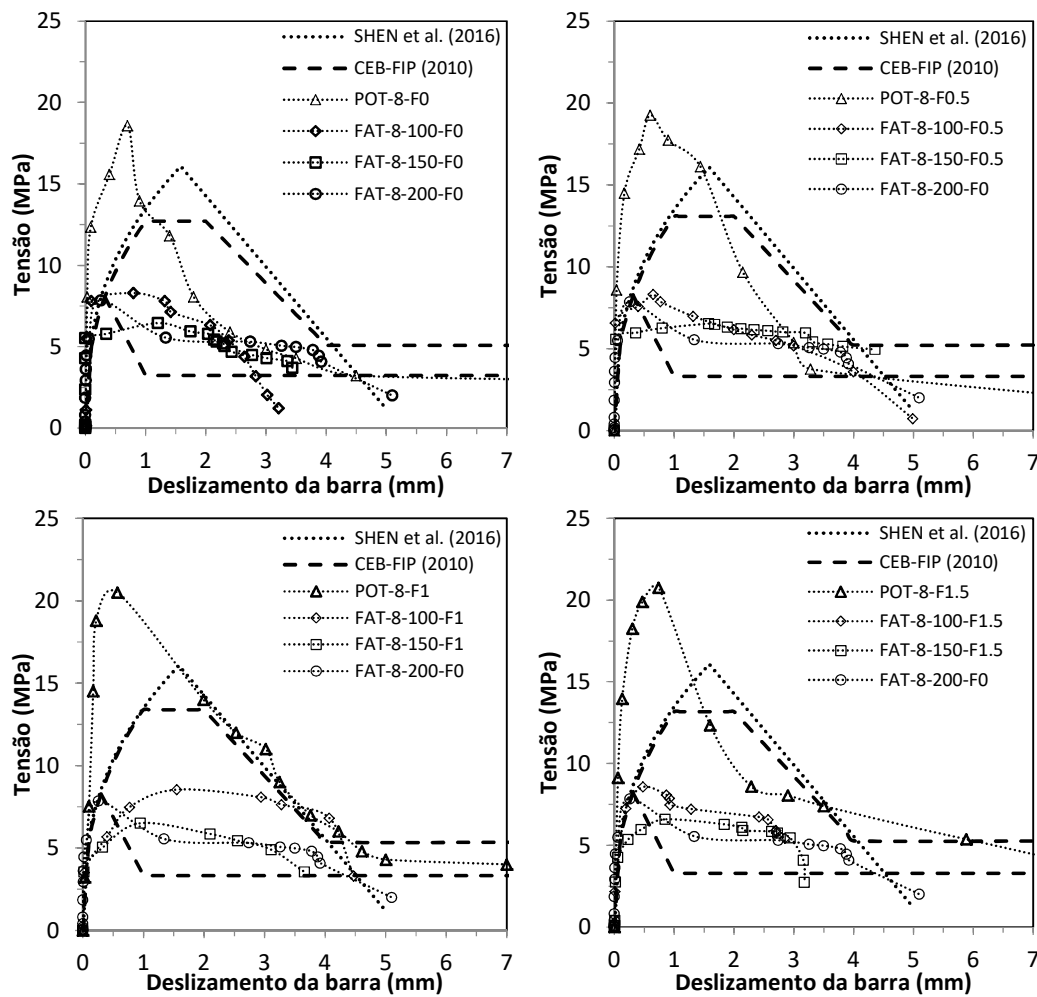 25
20
15
10
5
0
Tensão (MPa)
0 1 2 3 4 5 6 7
Deslizamento da barra (mm)
SHEN et al. (2016)
CEB-FIP (2010)
POT-8-F0
FAT-8-100-F0
FAT-8-150-F0
FAT-8-200-F0
25
20
15
10
5
0
Tensão (MPa)
0 1 2 3 4 5 6 7
Deslizamento da barra (mm)
SHEN et al. (2016)
CEB-FIP (2010)
POT-8-F0.5
FAT-8-100-F0.5
FAT-8-150-F0.5
FAT-8-200-F0
25
20
15
10
5
0
Tensão (MPa)
0 1 2 3 4 5 6 7
Deslizamento da barra (mm)
SHEN et al. (2016)
CEB-FIP (2010)
POT-8-F1
FAT-8-100-F1
FAT-8-150-F1
FAT-8-200-F0
25
20
15
10
5
0
Tensão (MPa)
0 1 2 3 4 5 6 7
Deslizamento da barra (mm)
SHEN et al. (2016)
CEB-FIP (2010)
POT-8-F1.5
FAT-8-100-F1.5
FAT-8-150-F1.5
FAT-8-200-F0